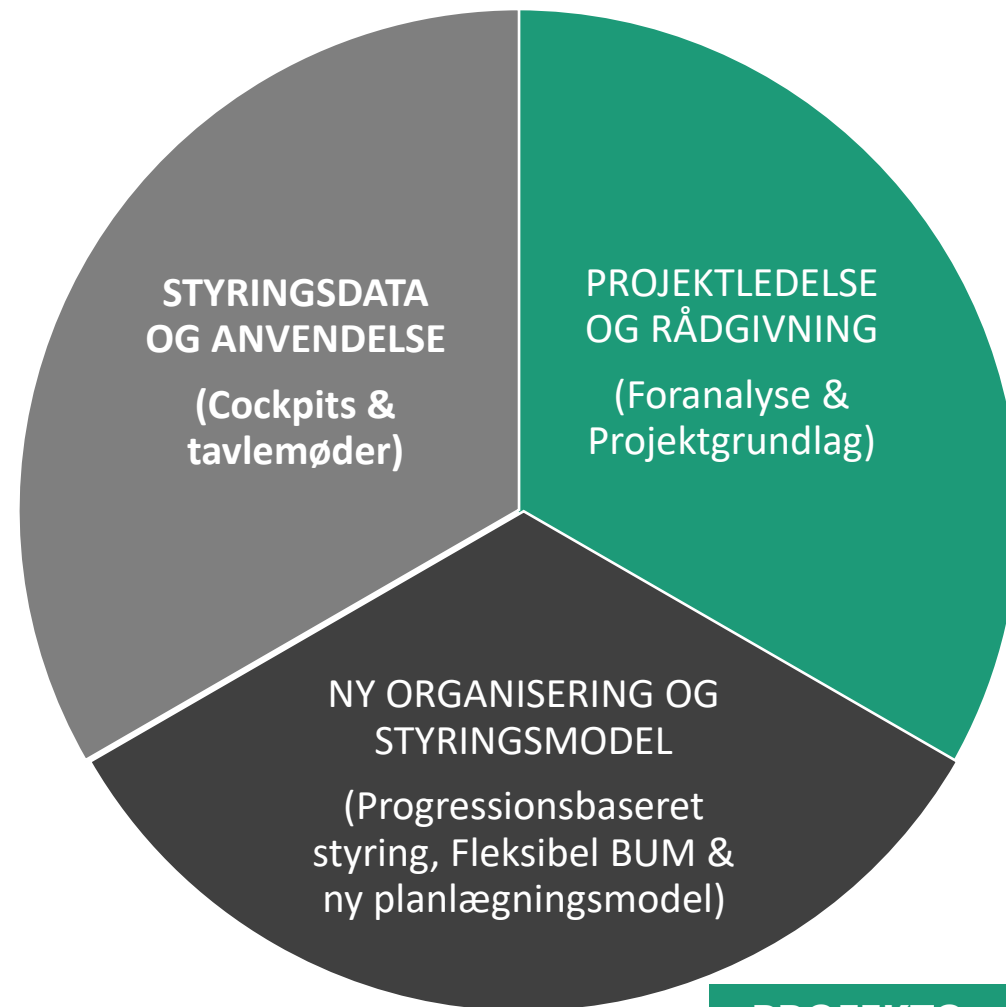 STYRINGSDATA
OG ANVENDELSE
(Cockpits &
tavlemøder)
PROJEKTLEDELSE
OG RÅDGIVNING
(Foranalyse &
Projektgrundlag)
NY ORGANISERING OG
STYRINGSMODEL
(Progressionsbaseret
styring, Fleksibel BUM &
ny planlægningsmodel)